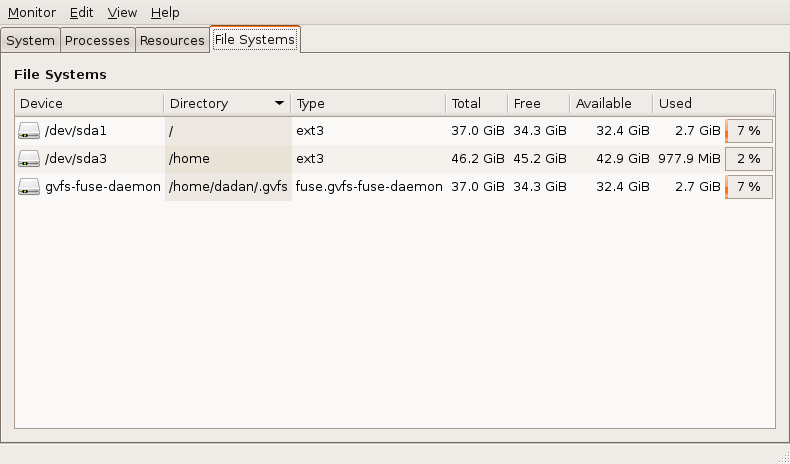 Monitor Edit View Help
System Processes Resources File Systems
File Systems
Device Directory Type Total Free Available Used
/dev/sda1 / ext3 37.0 GiB 34.3 GiB 32.4 GiB 2.7 GiB 7 %
/dev/sda3 /home ext3 46.2 GiB 45.2 GiB 42.9 GiB 977.9 MiB 2 %
gvfs-fuse-daemon /home/dadan/.gvfs fuse.gvfs-fuse-daemon 37.0 GiB 34.3 GiB 32.4 GiB 2.7 GiB 7 %